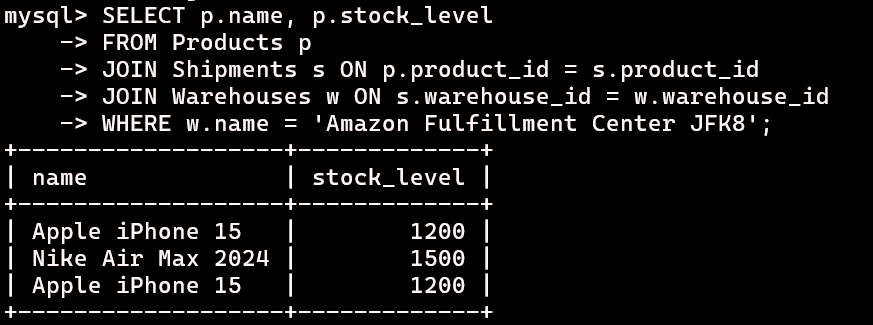 mysql> SELECT p.name, p.stock_level
    -> FROM Products p
    -> JOIN Shipments s ON p.product_id = s.product_id
    -> JOIN Warehouses w ON s.warehouse_id = w.warehouse_id
    -> WHERE w.name = 'Amazon Fulfillment Center JFK8';
+--------------------+-------------+
| name               | stock_level |
+--------------------+-------------+
| Apple iPhone 15    |        1200 |
| Nike Air Max 2024  |        1500 |
| Apple iPhone 15    |        1200 |
+--------------------+-------------+